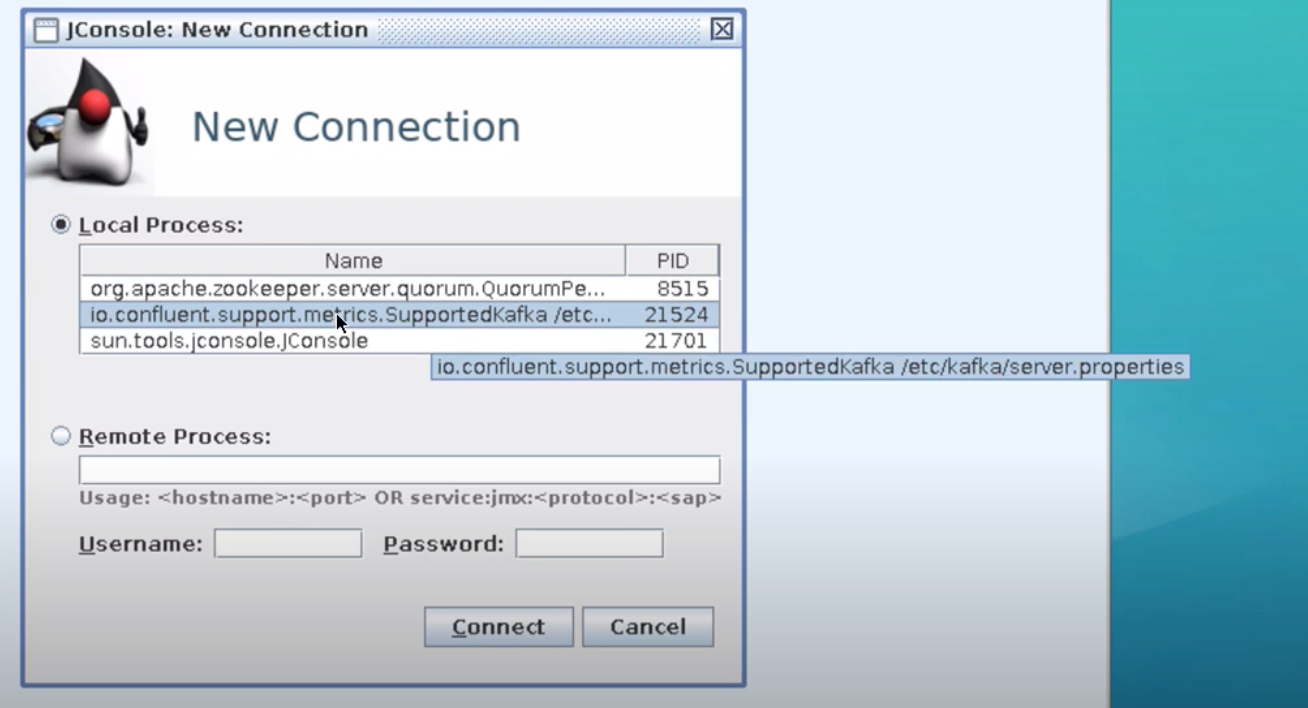 JConsole: New Connection
New Connection
Local Process:
Name PID
org.apache.zookeeper.server.quorum.QuorumPe... 8515
io.confluent.support.metrics.SupportedKafka /etc... 21524
sun.tools.jconsole.JConsole 21701
io.confluent.support.metrics.SupportedKafka /etc/kafka/server.properties
Remote Process:
Usage: <hostname>:<port> OR service:jmx:<protocol>:<sap>
Username: Password:
Connect Cancel